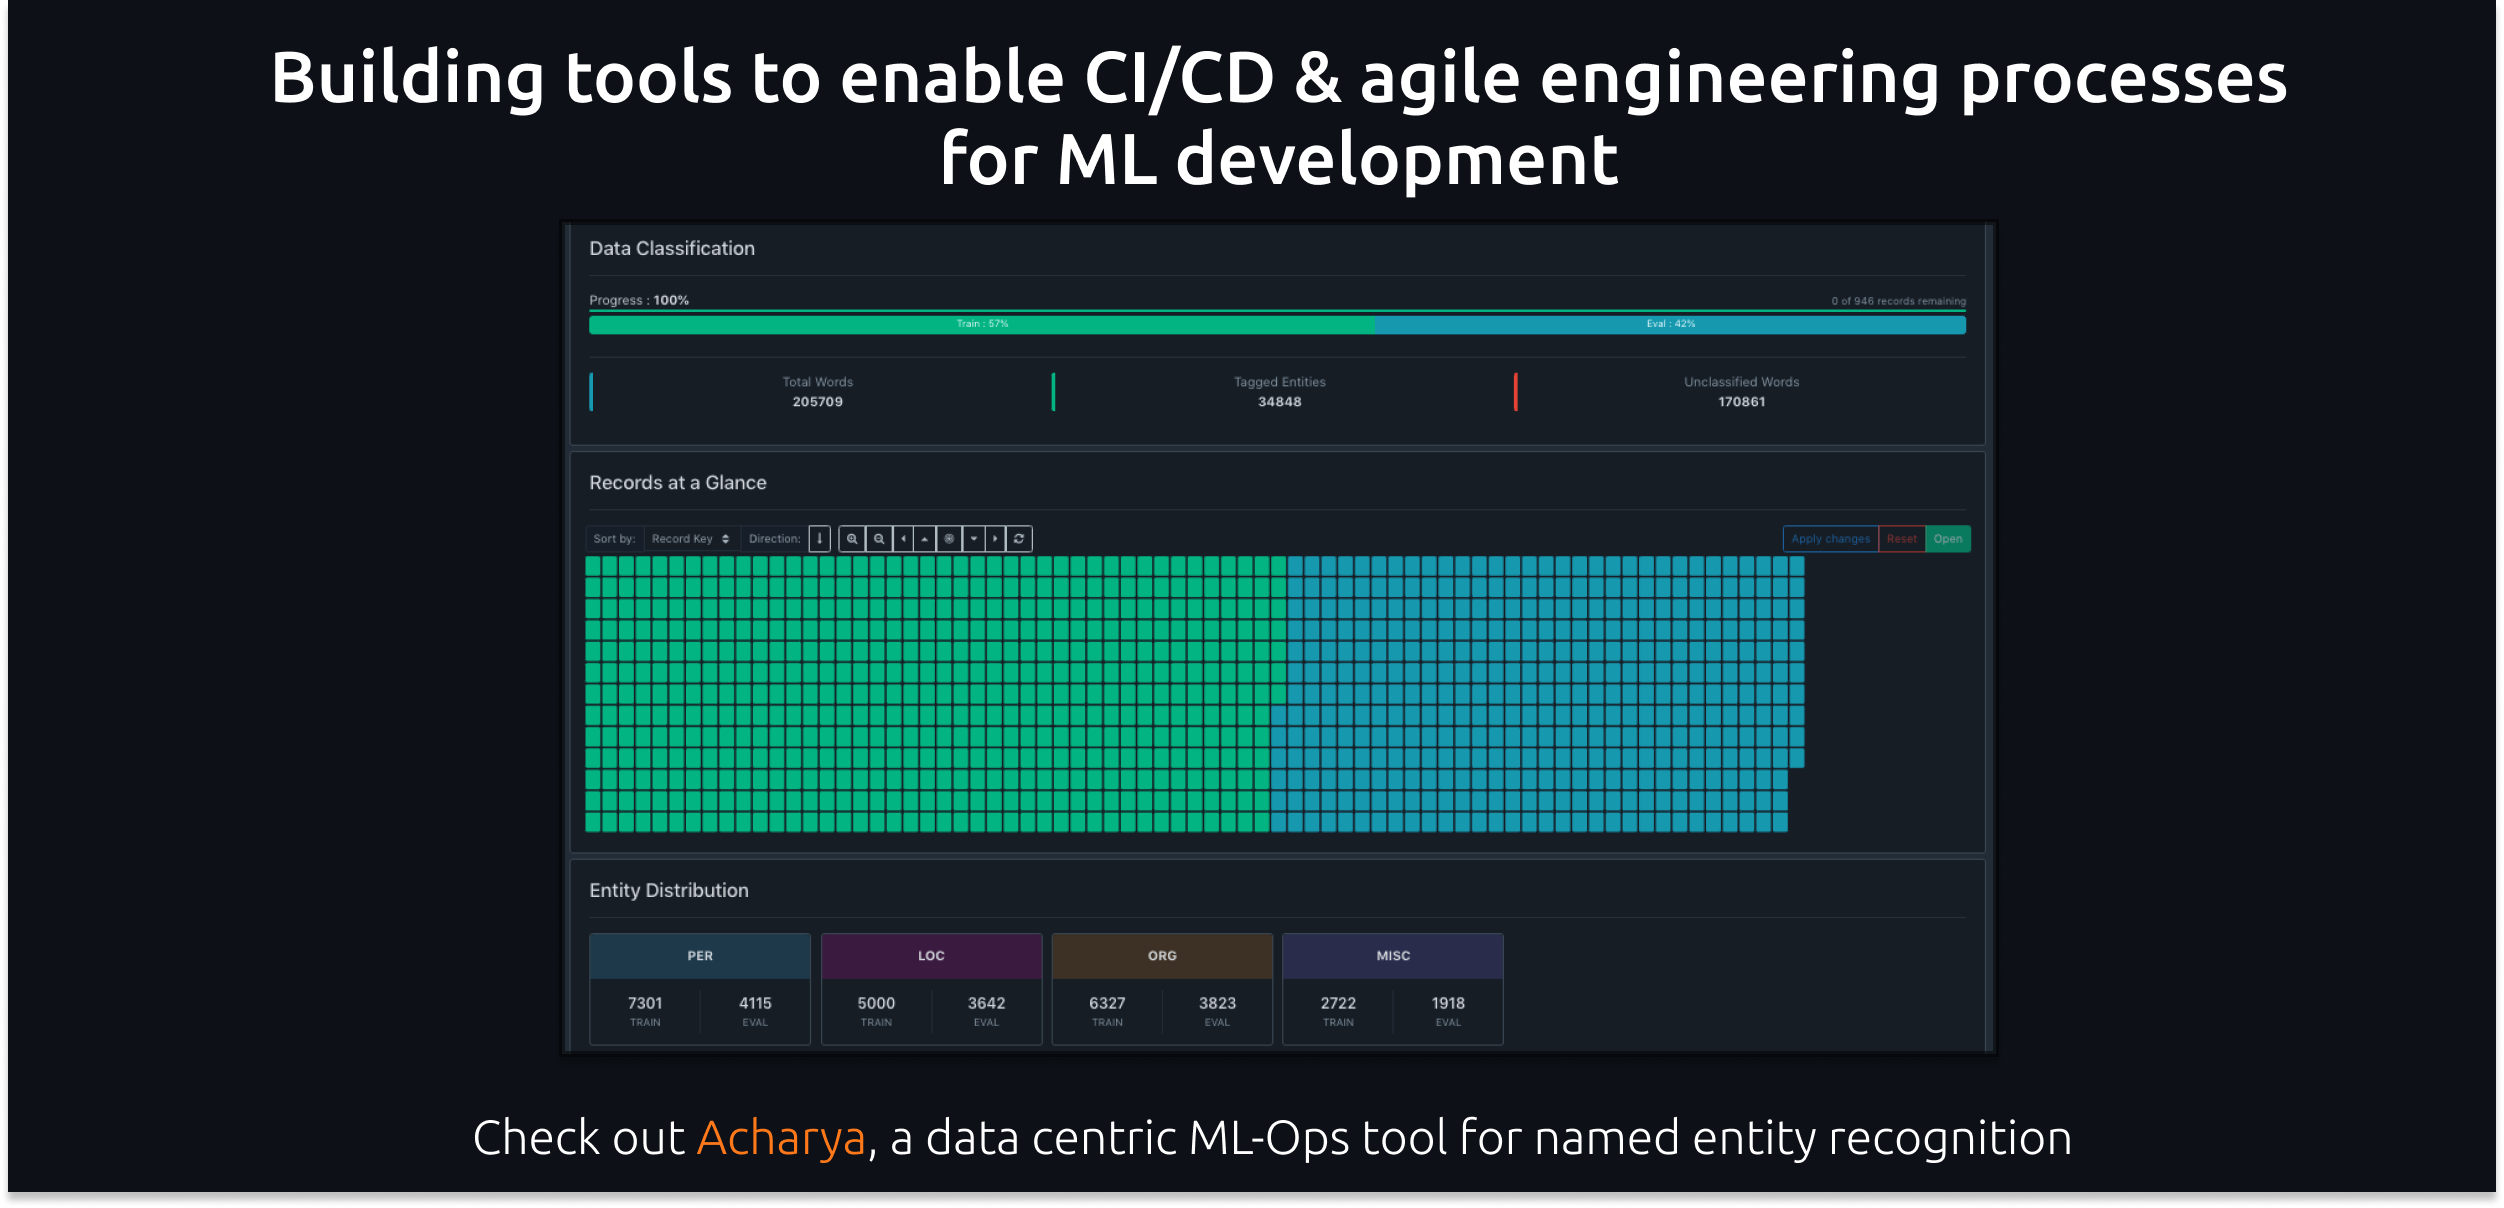 Building tools to enable CI/CD & agile engineering processes
for ML development
Data Classification
Progress : 100%
0 of 946 records remaining
Train : 57%
Eval : 42%
Total Words
205709
Tagged Entities
34848
Unclassified Words
170861
Records at a Glance
Sort by: Record Key Direction:
Apply changes Reset Open
Entity Distribution
PER
7301 4115
TRAIN EVAL
LOC
5000 3642
TRAIN EVAL
ORG
6327 3823
TRAIN EVAL
MISC
2722 1918
TRAIN EVAL
Check out Acharya, a data centric ML-Ops tool for named entity recognition